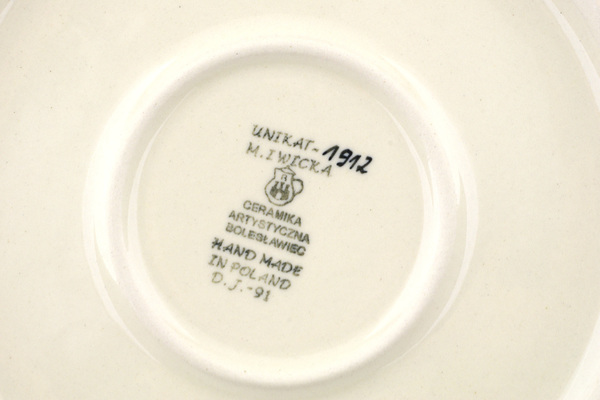 UNIKAT-1912
M. IWICKA
CERAMIKA
ARTYSTYCZNA
BOLESŁAWIEC
HAND MADE
IN POLAND
D.J.-91